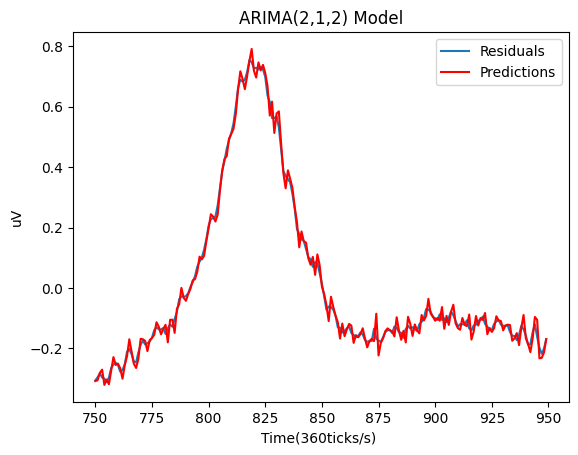 ARIMA(2,1,2) Model
Residuals
Predictions
uV
0.8
0.6
0.4
0.2
0.0
−0.2
750 775 800 825 850 875 900 925 950
Time(360ticks/s)